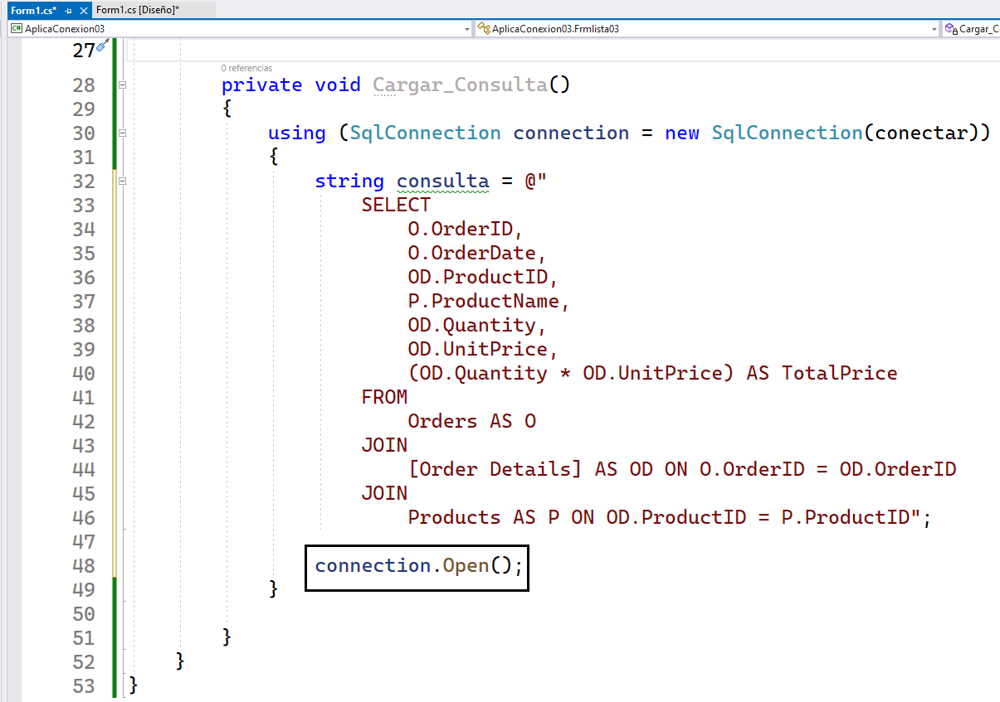 Form1.cs*
Form1.cs [Diseño]*
C# AplicaConexion03
AplicaConexion03.Frmlista03
Cargar_C
27
0 referencias
28 private void Cargar_Consulta()
29 {
30 using (SqlConnection connection = new SqlConnection(conectar))
31 {
32 string consulta = @"
33 SELECT
34 O.OrderID,
35 O.OrderDate,
36 OD.ProductID,
37 P.ProductName,
38 OD.Quantity,
39 OD.UnitPrice,
40 (OD.Quantity * OD.UnitPrice) AS TotalPrice
41 FROM
42 Orders AS O
43 JOIN
44 [Order Details] AS OD ON O.OrderID = OD.OrderID
45 JOIN
46 Products AS P ON OD.ProductID = P.ProductID";
47
48 connection.Open();
49 }
50
51 }
52 }
53 }